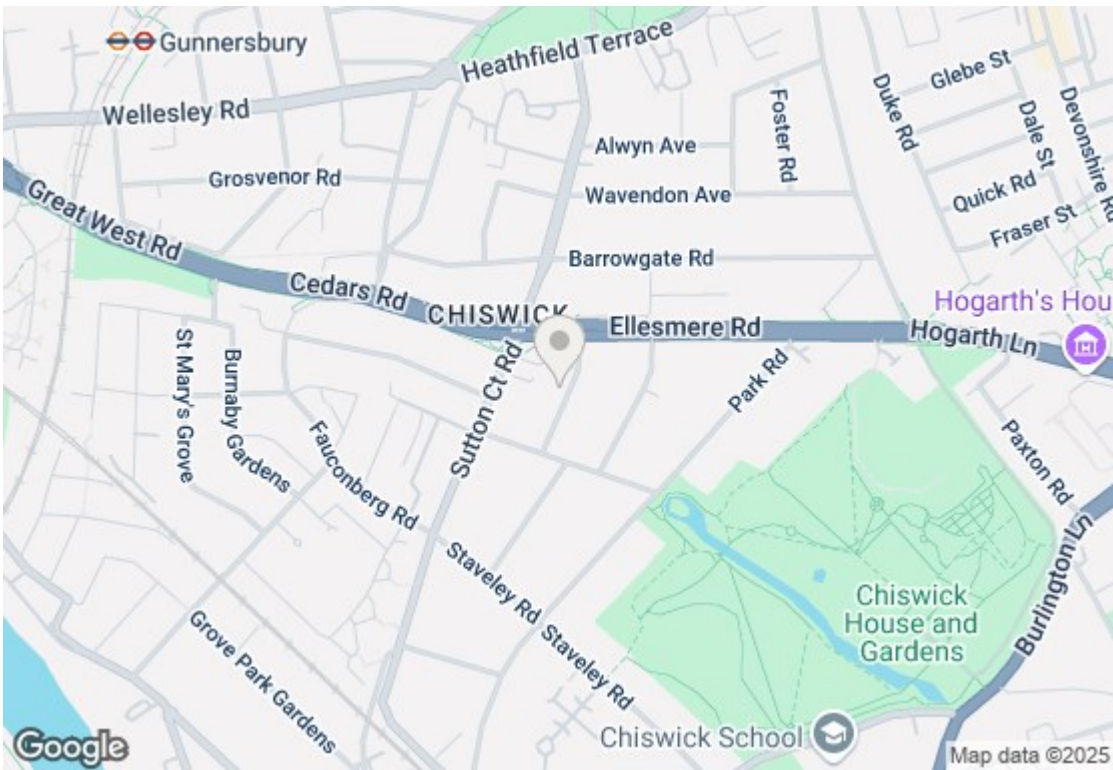 Gunnersbury
Heathfield Terrace
Wellesley Rd
Glebe St
Duke Rd
Foster Rd
Dale St
Devonshire Rd
Alwyn Ave
Grosvenor Rd
Wavendon Ave
Quick Rd
Fraser St
Great West Rd
Barrowgate Rd
Cedars Rd
CHISWICK
Ellesmere Rd
Hogarth's Hou
Hogarth Ln
St Mary's Grove
Burnaby Gardens
Sutton Ct Rd
Park Rd
Fauconberg Rd
Paxton Rd
Staveley Rd
Staveley Rd
Chiswick
House and
Gardens
Burlington Ln
Grove Park Gardens
Chiswick School
Google
Map data ©2025